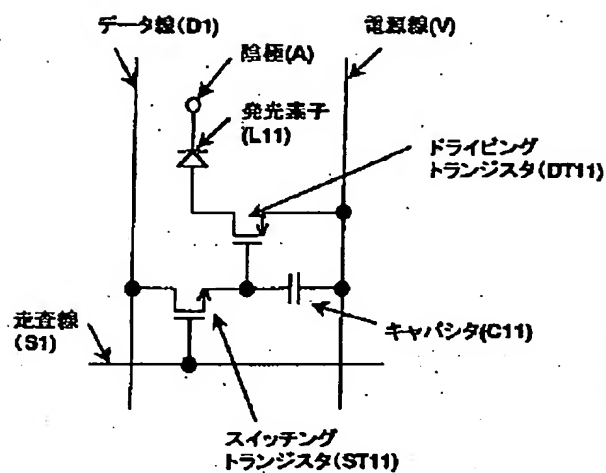 データ線(D1)
電源線(V)
陰極(A)
発光素子
(L11)
ドライビング
トランジスタ(DT11)
走査線
(S1)
キャパシタ(C11)
スイッチング
トランジスタ(ST11)